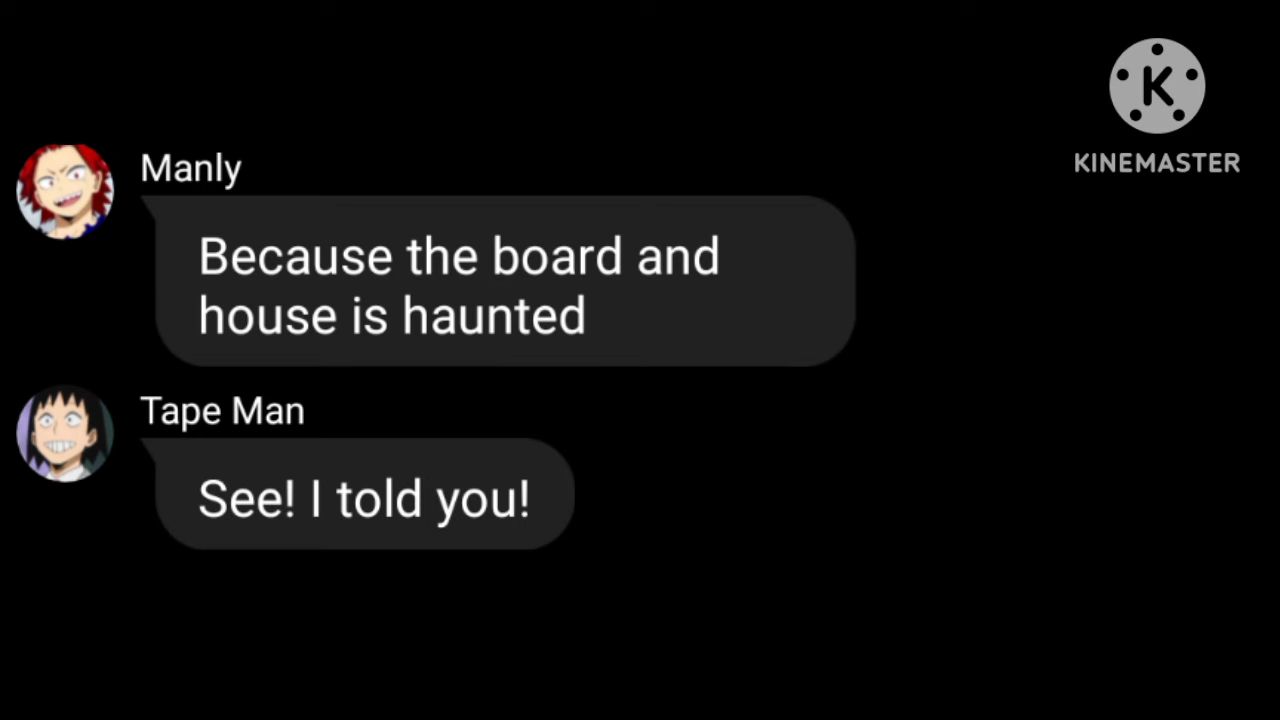 K
KINEMASTER
Manly
Because the board and
house is haunted
Tape Man
See! I told you!